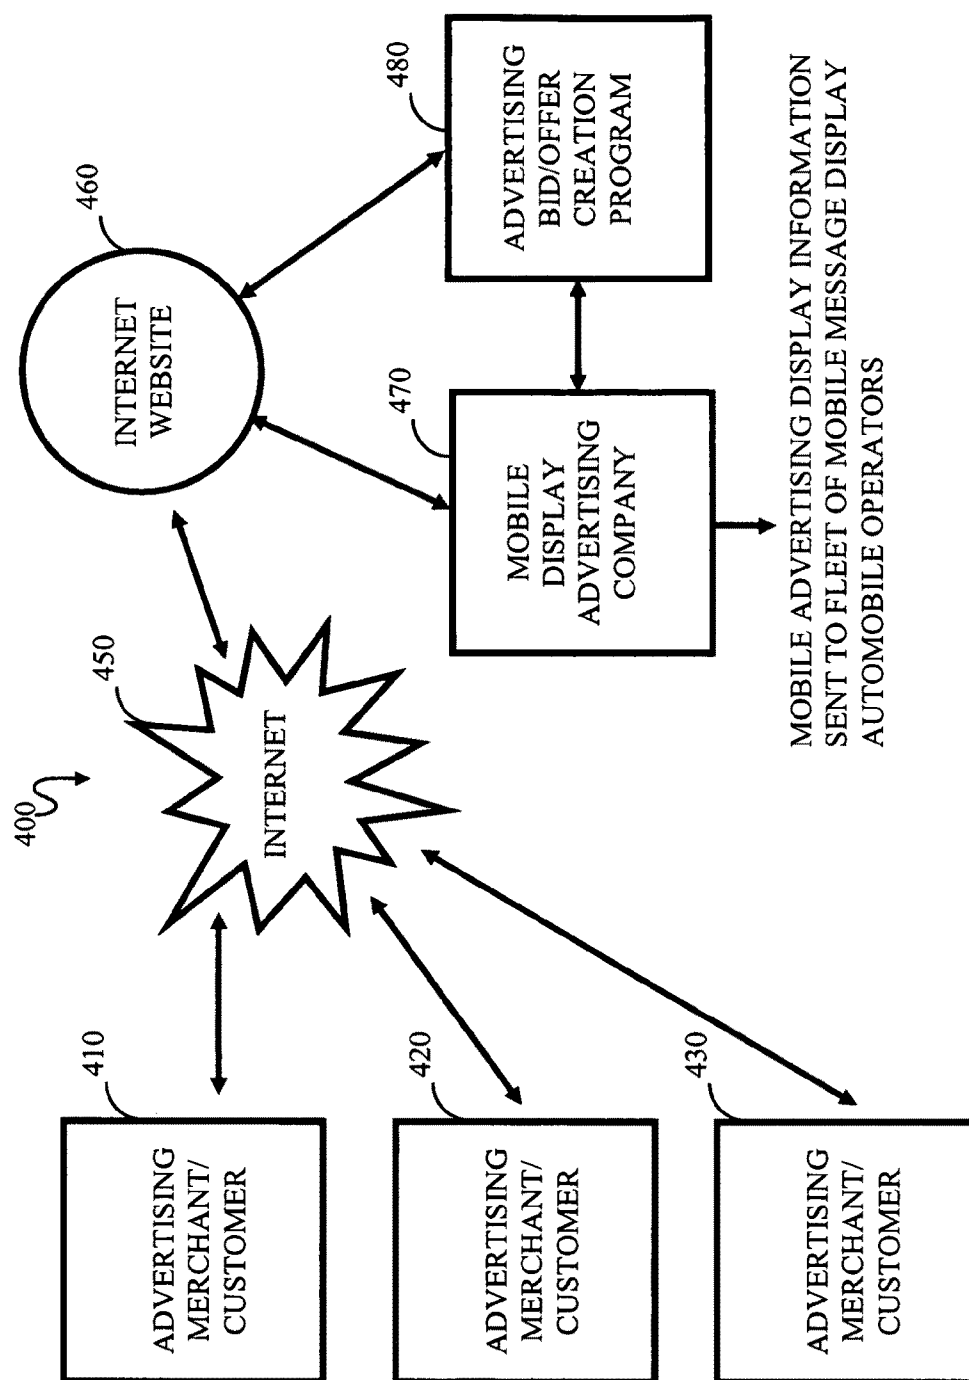 400
410
ADVERTISING
MERCHANT/
CUSTOMER
420
ADVERTISING
MERCHANT/
CUSTOMER
430
ADVERTISING
MERCHANT/
CUSTOMER
450
INTERNET
460
INTERNET
WEBSITE
470
MOBILE
DISPLAY
ADVERTISING
COMPANY
480
ADVERTISING
BID/OFFER
CREATION
PROGRAM
MOBILE ADVERTISING DISPLAY INFORMATION
SENT TO FLEET OF MOBILE MESSAGE DISPLAY
AUTOMOBILE OPERATORS